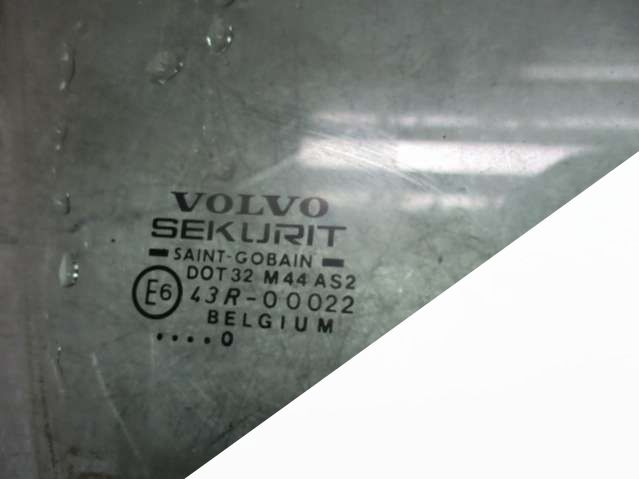 VOLVO
SEKURIT
SAINT-GOBAIN
DOT 32 M44 AS2
E6 43R-00022
BELGIUM
....0